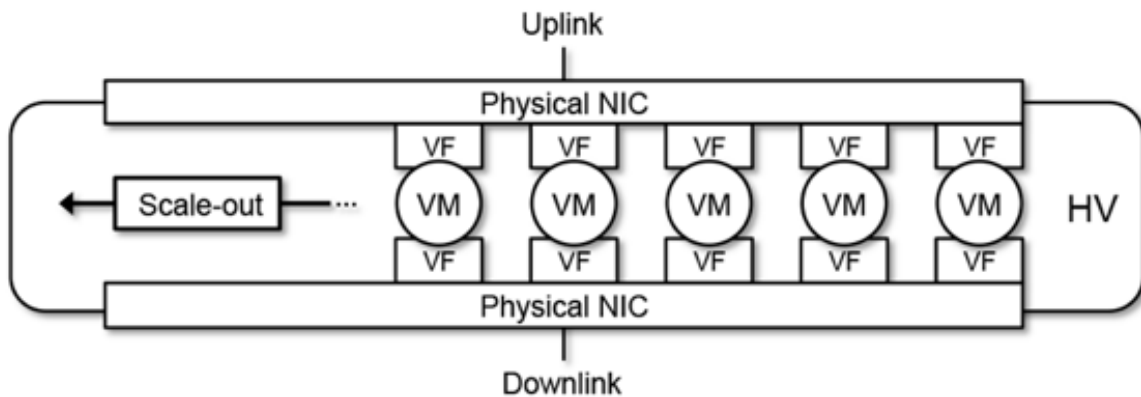 Uplink
Physical NIC
VF VF VF VF VF
Scale-out ... VM VM VM VM VM HV
VF VF VF VF VF
Physical NIC
Downlink